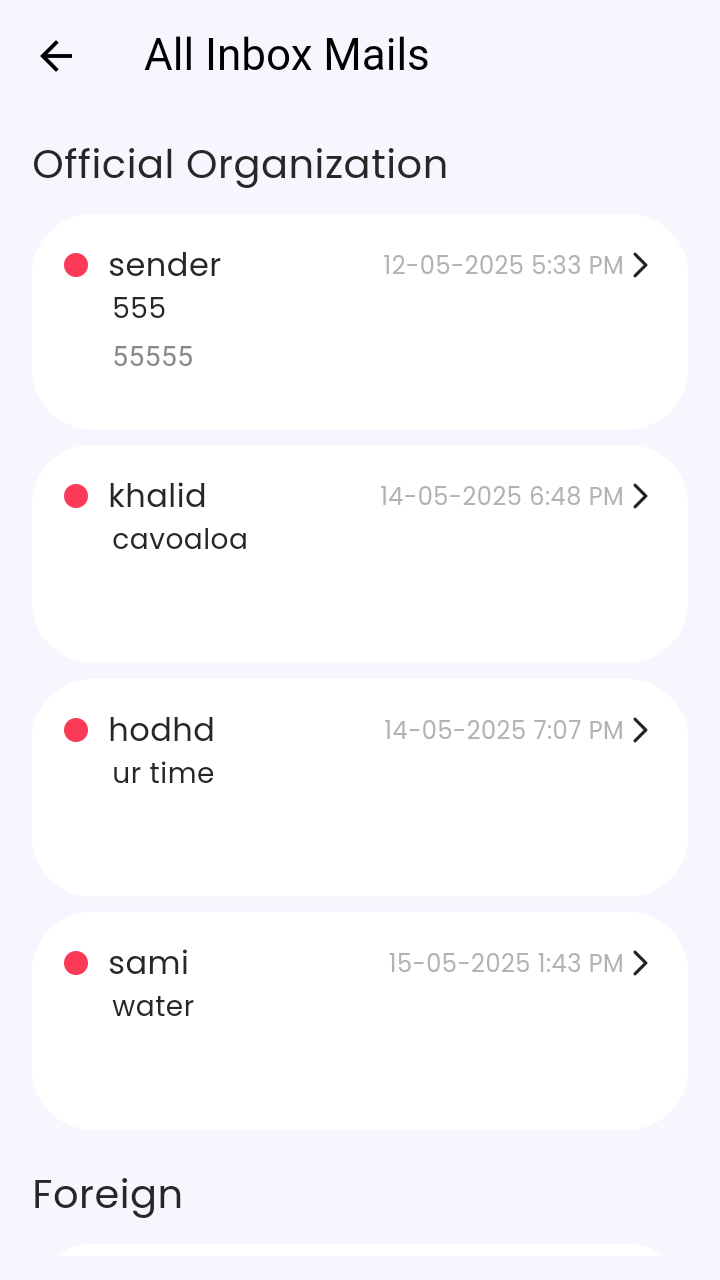 All Inbox Mails
Official Organization
sender 12-05-2025 5:33 PM
555
55555
khalid 14-05-2025 6:48 PM
cavoaloa
hodhd 14-05-2025 7:07 PM
ur time
sami 15-05-2025 1:43 PM
water
Foreign